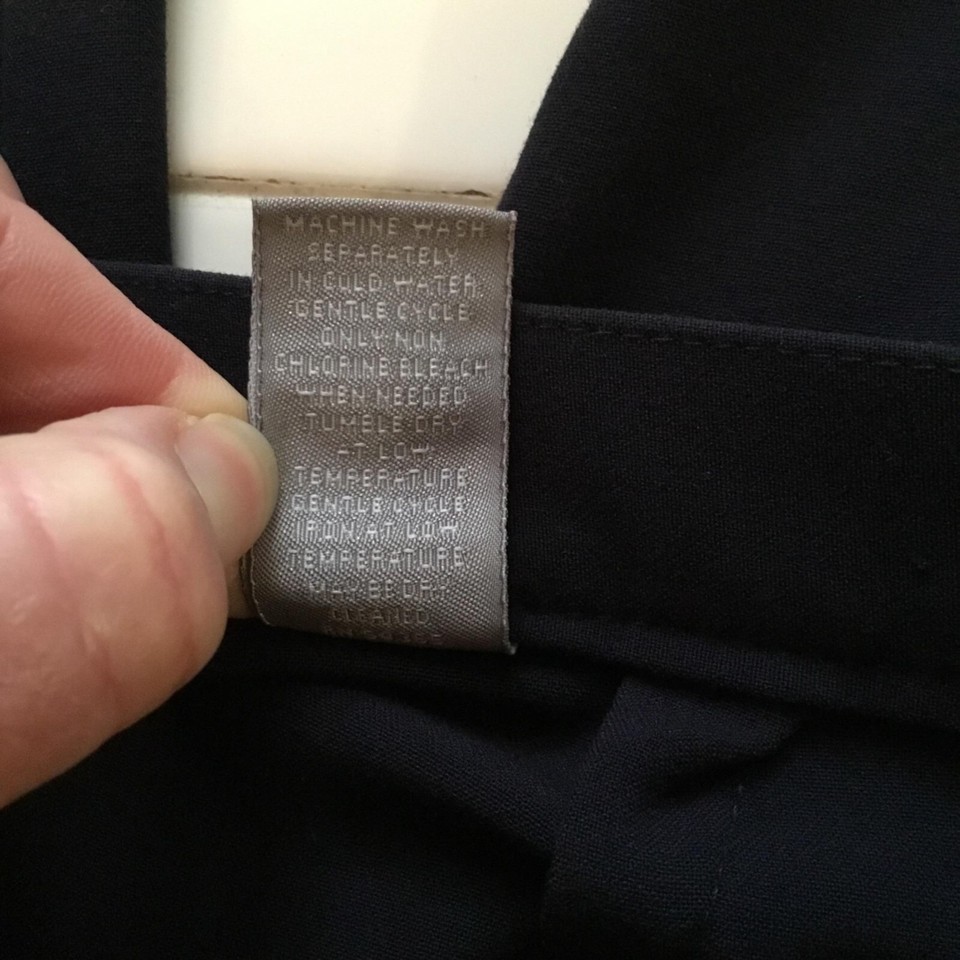 MACHINE WASH
SEPARATELY
IN COLD WATER
GENTLE CYCLE
ONLY NON
CHLORINE BLEACH
WHEN NEEDED
TUMBLE DRY
AT LOW
TEMPERATURE
GENTLE CYCLE
IRON AT LOW
TEMPERATURE
MAY BE DRY
CLEANED